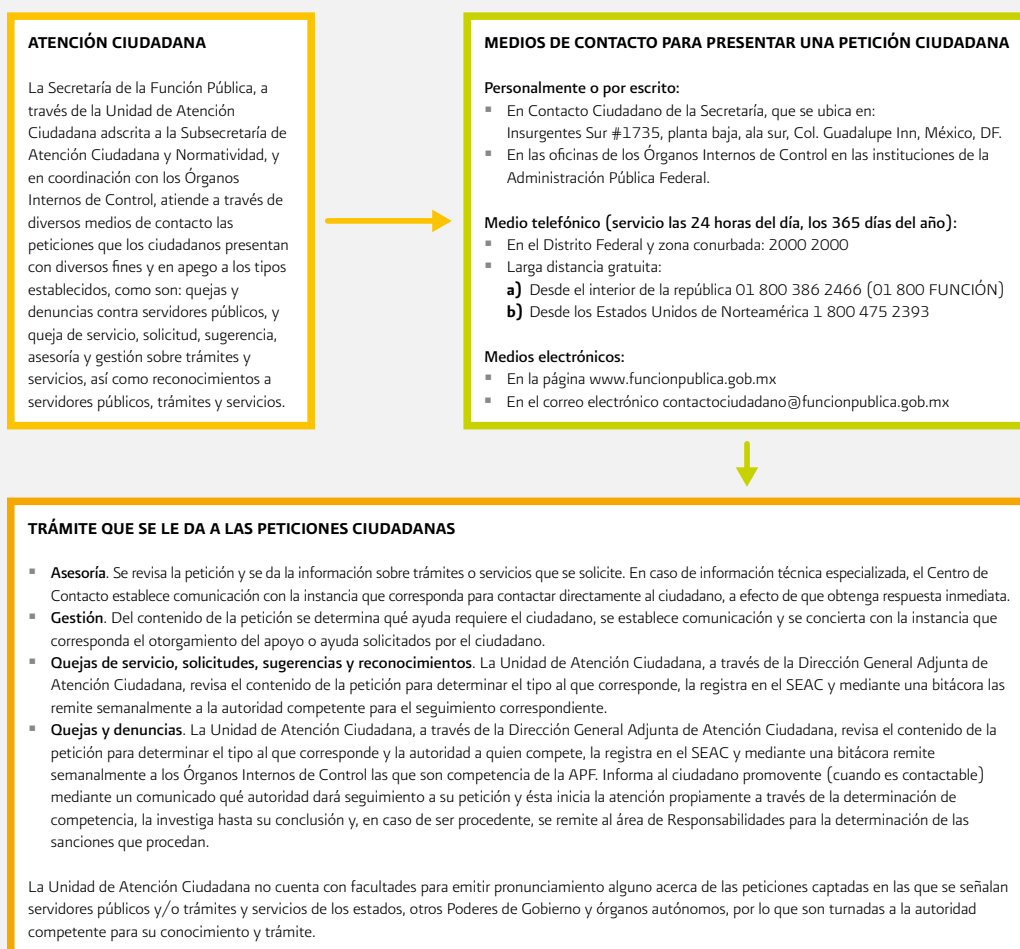 ATENCIÓN CIUDADANA
La Secretaría de la Función Pública, a
través de la Unidad de Atención
Ciudadana adscrita a la Subsecretaría de
Atención Ciudadana y Normatividad, y
en coordinación con los Órganos
Internos de Control, atiende a través de
diversos medios de contacto las
peticiones que los ciudadanos presentan
con diversos fines y en apego a los tipos
establecidos, como son: quejas y
denuncias contra servidores públicos, y
queja de servicio, solicitud, sugerencia,
asesoría y gestión sobre trámites y
servicios, así como reconocimientos a
servidores públicos, trámites y servicios.
MEDIOS DE CONTACTO PARA PRESENTAR UNA PETICIÓN CIUDADANA
Personalmente o por escrito:
▪ En Contacto Ciudadano de la Secretaría, que se ubica en:
Insurgentes Sur #1735, planta baja, ala sur, Col. Guadalupe Inn, México, DF.
▪ En las oficinas de los Órganos Internos de Control en las instituciones de la
Administración Pública Federal.
Medio telefónico (servicio las 24 horas del día, los 365 días del año):
▪ En el Distrito Federal y zona conurbada: 2000 2000
▪ Larga distancia gratuita:
a) Desde el interior de la república 01 800 386 2466 (01 800 FUNCIÓN)
b) Desde los Estados Unidos de Norteamérica 1 800 475 2393
Medios electrónicos:
▪ En la página www.funcionpublica.gob.mx
▪ En el correo electrónico contactociudadano@funcionpublica.gob.mx
TRÁMITE QUE SE LE DA A LAS PETICIONES CIUDADANAS
▪ Asesoría. Se revisa la petición y se da la información sobre trámites o servicios que se solicite. En caso de información técnica especializada, el Centro de
Contacto establece comunicación con la instancia que corresponda para contactar directamente al ciudadano, a efecto de que obtenga respuesta inmediata.
▪ Gestión. Del contenido de la petición se determina qué ayuda requiere el ciudadano, se establece comunicación y se concierta con la instancia que
corresponda el otorgamiento del apoyo o ayuda solicitados por el ciudadano.
▪ Quejas de servicio, solicitudes, sugerencias y reconocimientos. La Unidad de Atención Ciudadana, a través de la Dirección General Adjunta de
Atención Ciudadana, revisa el contenido de la petición para determinar el tipo al que corresponde, la registra en el SEAC y mediante una bitácora las
remite semanalmente a la autoridad competente para el seguimiento correspondiente.
▪ Quejas y denuncias. La Unidad de Atención Ciudadana, a través de la Dirección General Adjunta de Atención Ciudadana, revisa el contenido de la
petición para determinar el tipo al que corresponde y la autoridad a quien compete, la registra en el SEAC y mediante una bitácora remite
semanalmente a los Órganos Internos de Control las que son competencia de la APF. Informa al ciudadano promovente (cuando es contactable)
mediante un comunicado qué autoridad dará seguimiento a su petición y ésta inicia la atención propiamente a través de la determinación de
competencia, la investiga hasta su conclusión y, en caso de ser procedente, se remite al área de Responsabilidades para la determinación de las
sanciones que procedan.
La Unidad de Atención Ciudadana no cuenta con facultades para emitir pronunciamiento alguno acerca de las peticiones captadas en las que se señalan
servidores públicos y/o trámites y servicios de los estados, otros Poderes de Gobierno y órganos autónomos, por lo que son turnadas a la autoridad
competente para su conocimiento y trámite.